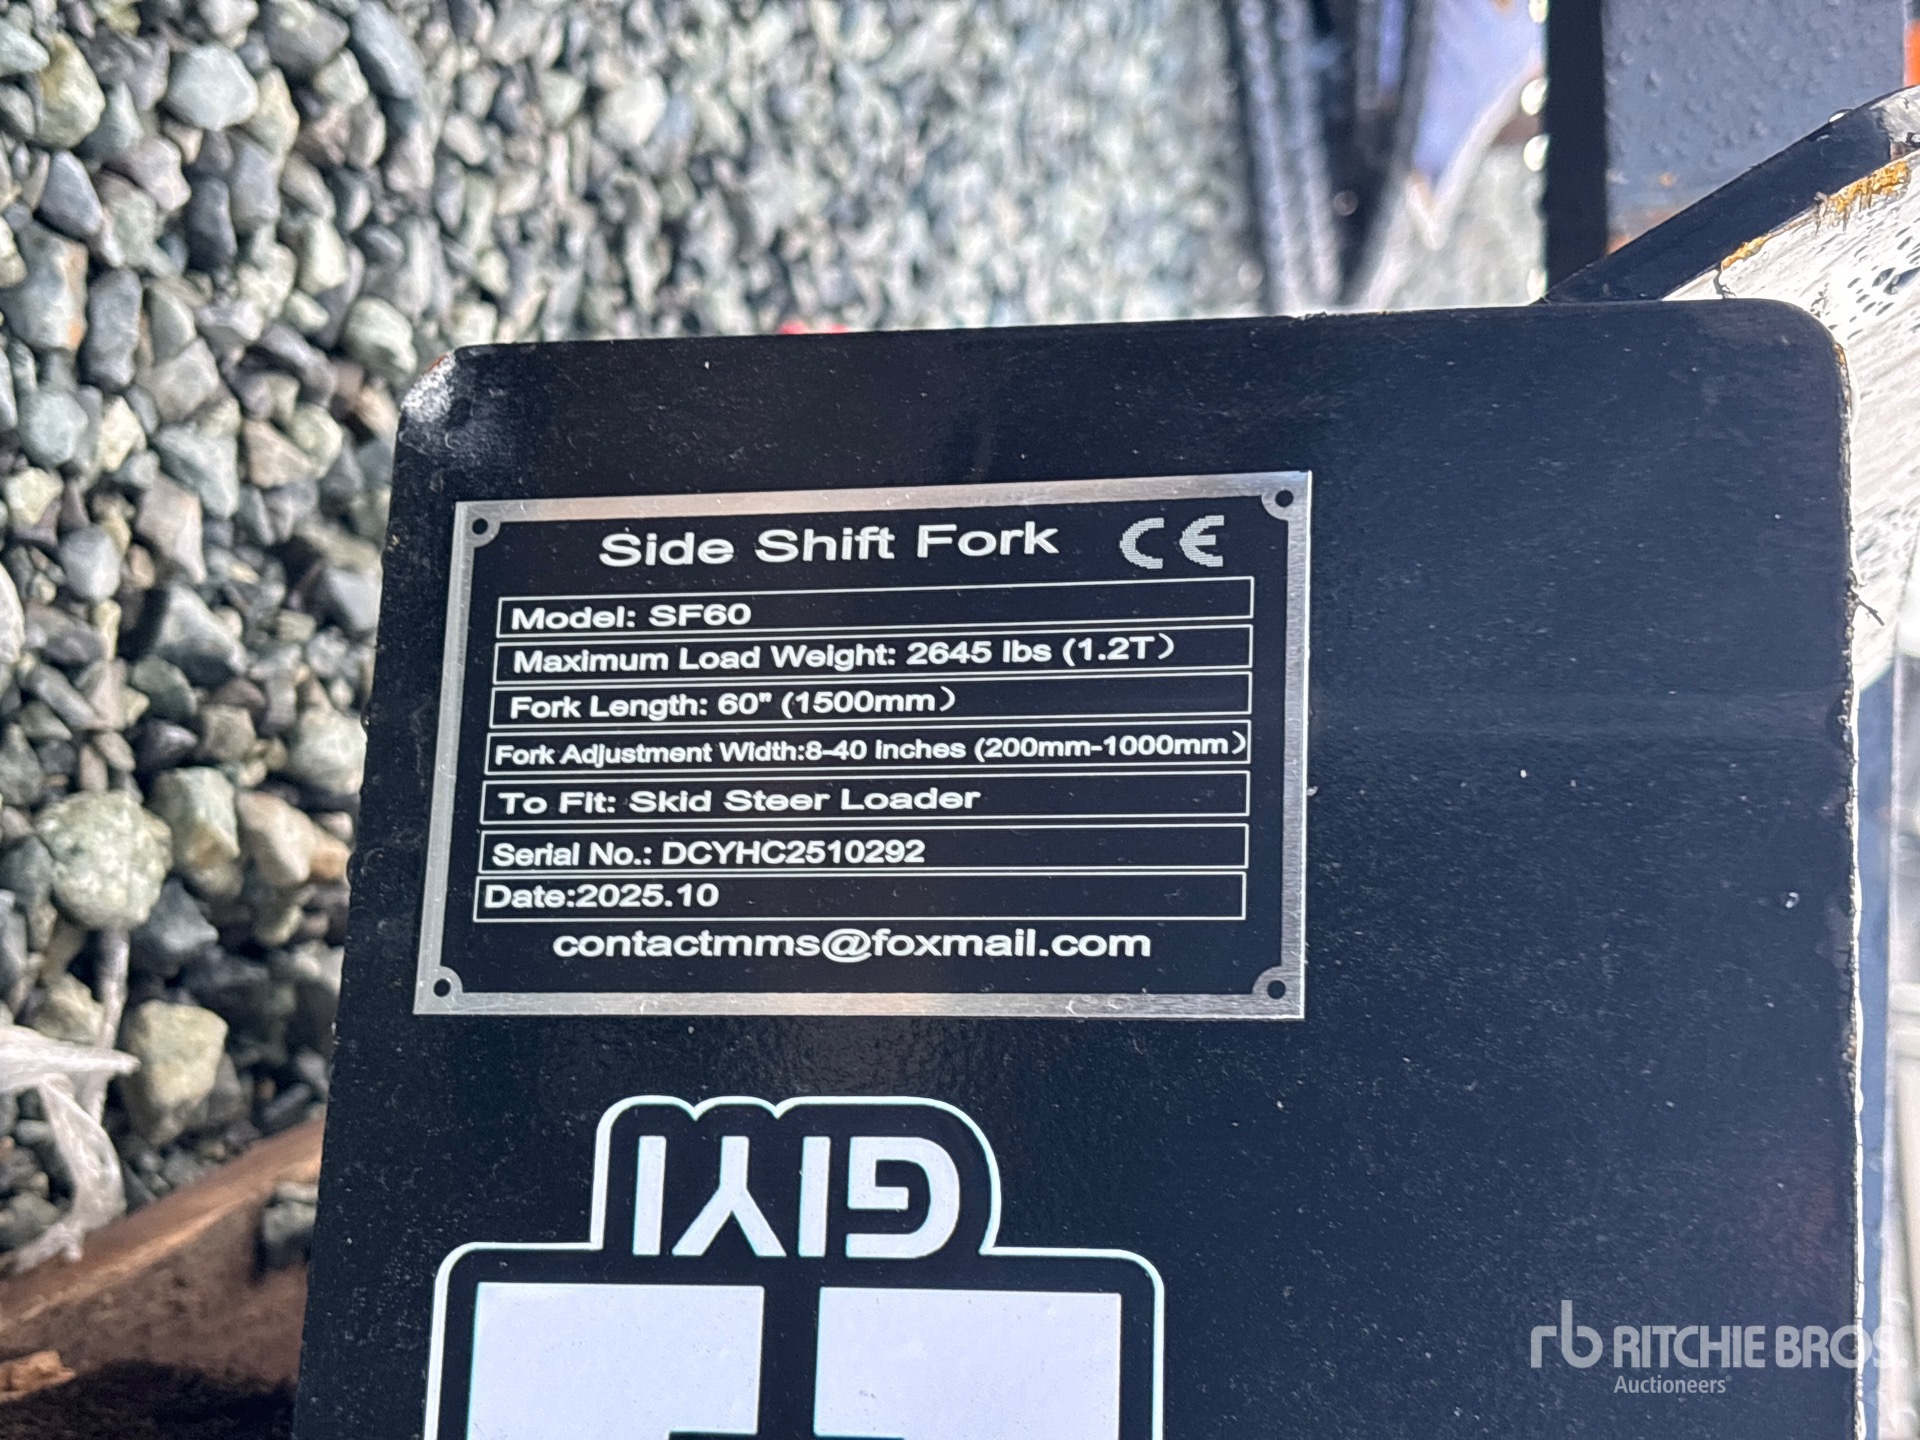 Side Shift Fork CE
Model: SF60
Maximum Load Weight: 2645 lbs (1.2T)
Fork Length: 60" (1500mm)
Fork Adjustment Width:8-40 inches (200mm-1000mm)
To Fit: Skid Steer Loader
Serial No.: DCYHC2510292
Date:2025.10
contactmms@foxmail.com
GIYI
rb RITCHIE BROS.
Auctioneers